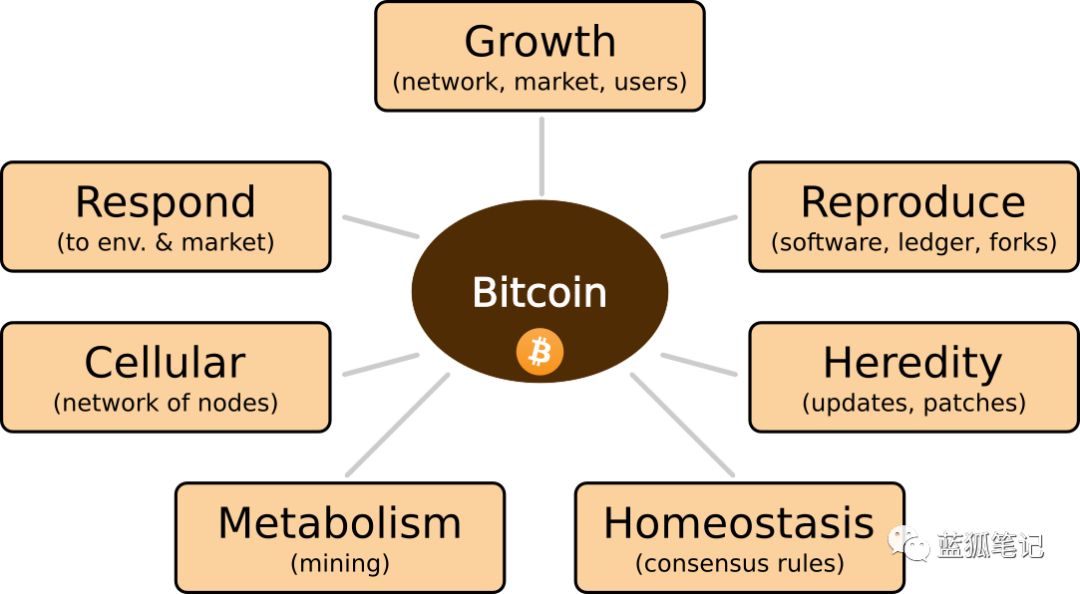 Growth
(network, market, users)
Respond
(to env. & market)
Reproduce
(software, ledger, forks)
Bitcoin
Cellular
(network of nodes)
Heredity
(updates, patches)
Metabolism
(mining)
Homeostasis
(consensus rules)
蓝狐笔记